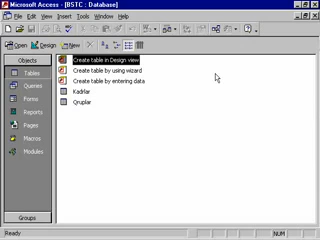 Microsoft Access - [BSTC : Database]
File Edit View Insert Tools Window Help
Open Design New
Objects
Tables
Queries
Forms
Reports
Pages
Macros
Modules
Groups
Create table in Design view
Create table by using wizard
Create table by entering data
Kadrlar
Qruplar
Ready NUM